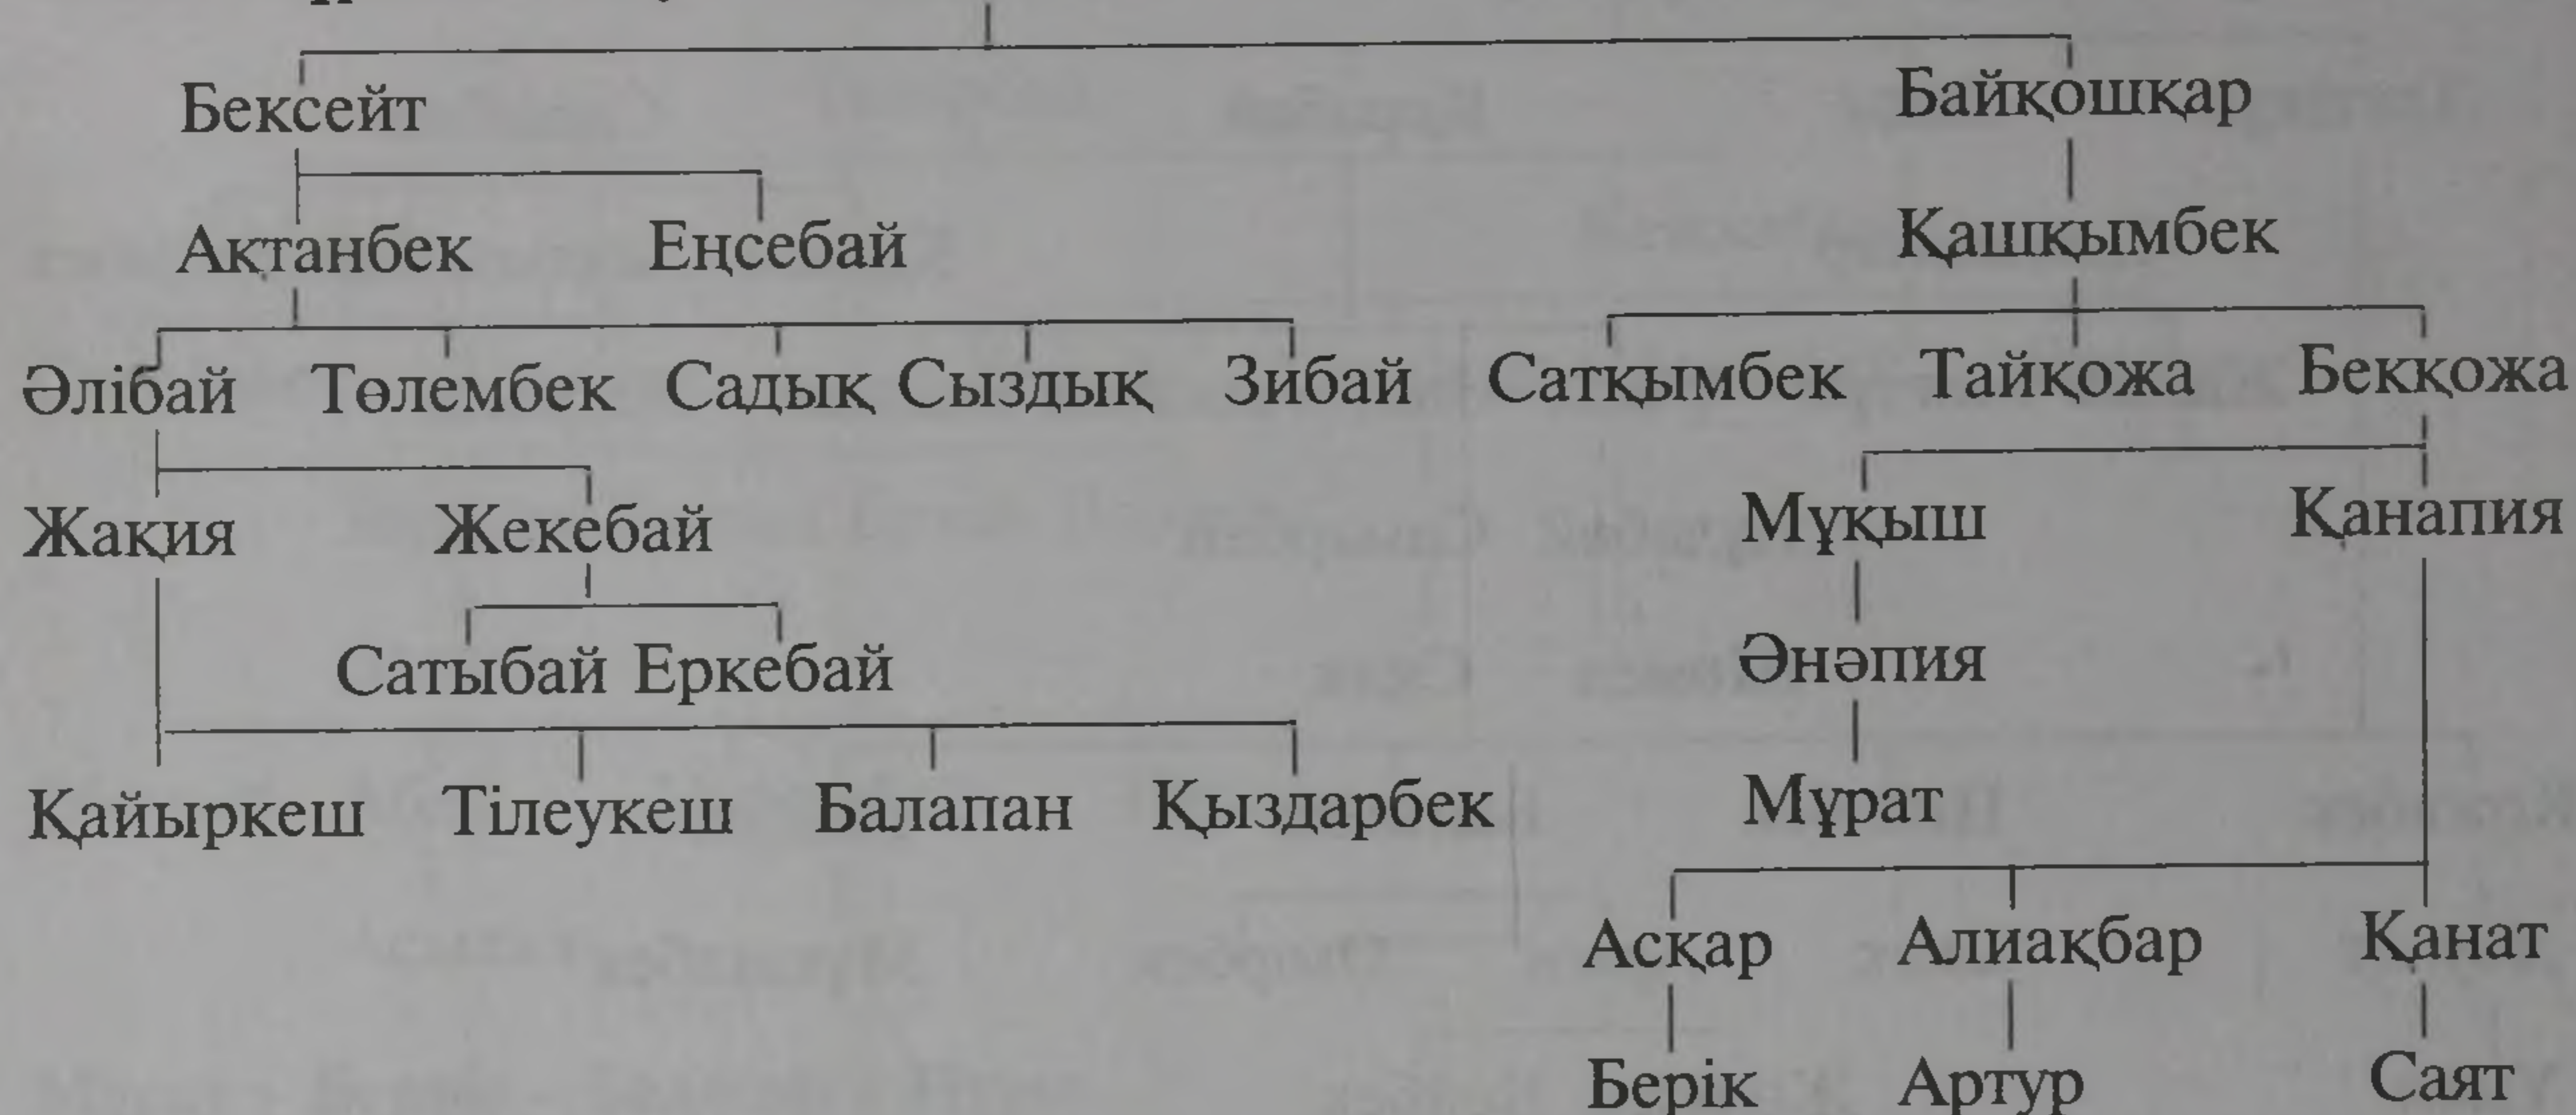 Бексейт Байқошқар
Ақтанбек Еңсебай Қашқымбек
Әлібай Төлембек Садық Сыздық Зибай Сатқымбек Тайқожа Бекқожа
Жақия Жекебай Мұқыш Қанапия
Сатыбай Еркебай Әнәпия
Қайыркеш Тілеукеш Балапан Қыздарбек Мұрат
Асқар Алиақбар Қанат
Берік Артур Саят